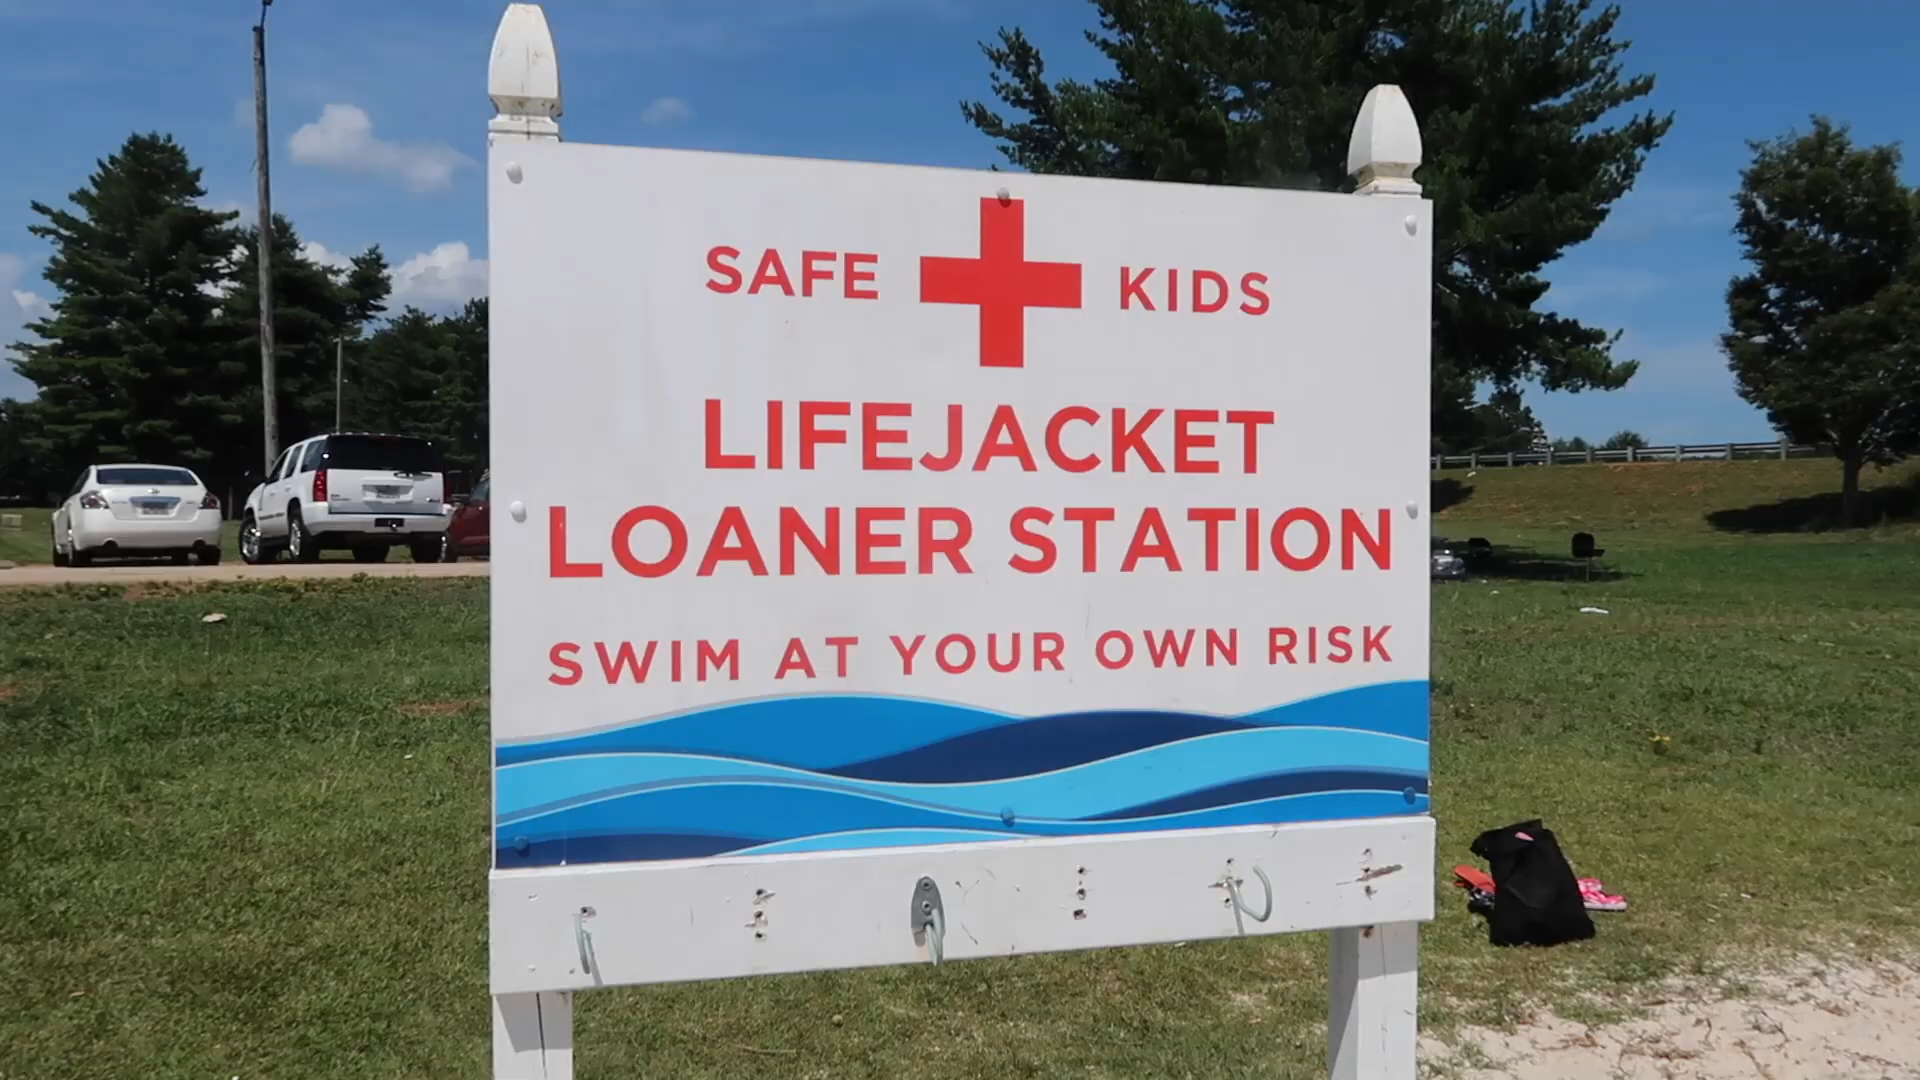 SAFE KIDS
LIFEJACKET
LOANER STATION
SWIM AT YOUR OWN RISK